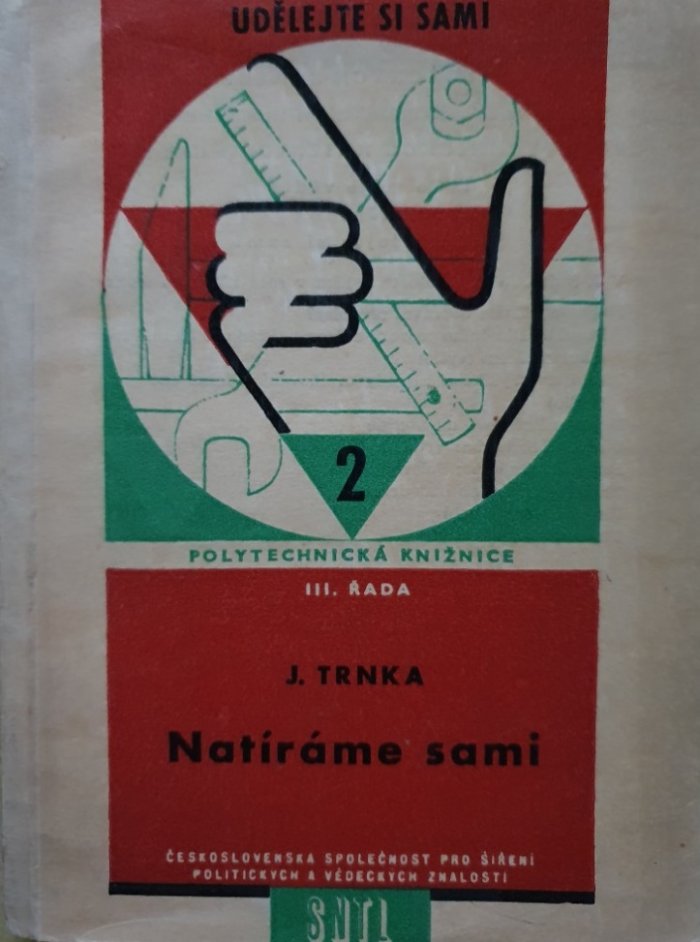 UDĚLEJTE SI SAMI
2
POLYTECHNICKÁ KNIŽNICE
III. ŘADA
J. TRNKA
Natíráme sami
ČESKOSLOVENSKÁ SPOLEČNOST PRO ŠÍŘENÍ
POLITICKÝCH A VĚDECKÝCH ZNALOSTÍ
SNTL